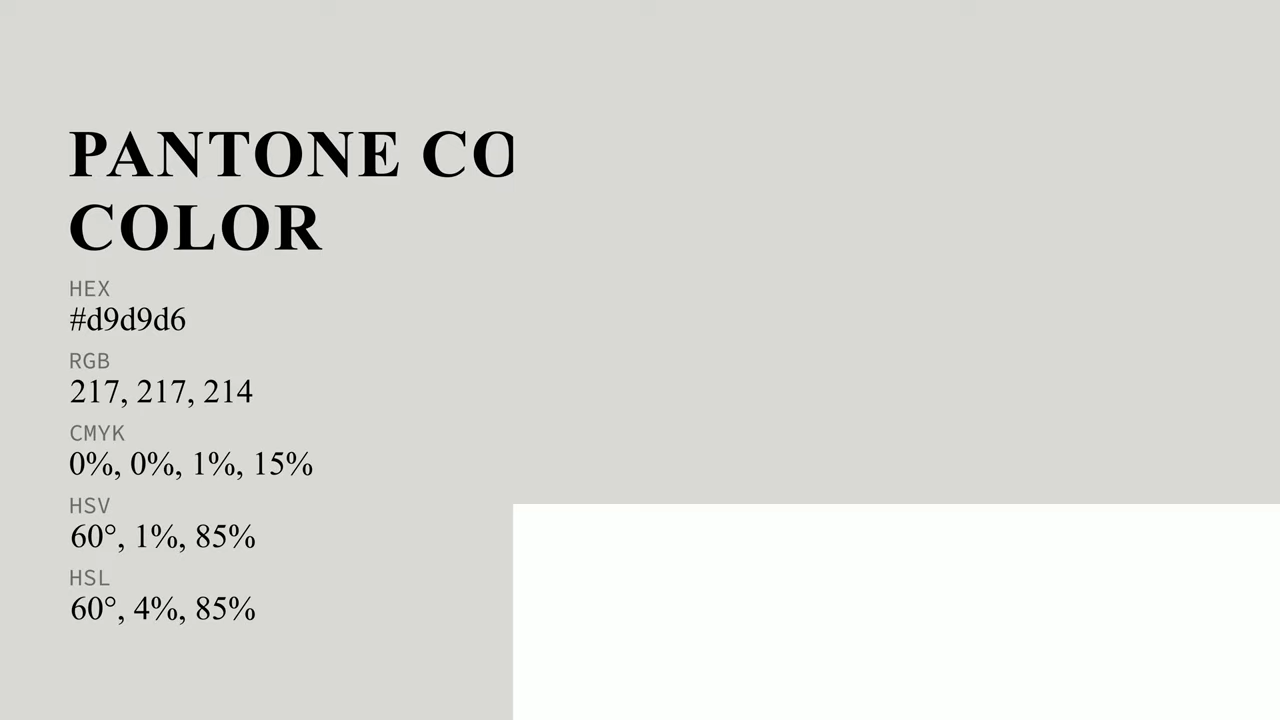 PANTONE CO
COLOR
HEX
#d9d9d6
RGB
217, 217, 214
CMYK
0%, 0%, 1%, 15%
HSV
60°, 1%, 85%
HSL
60°, 4%, 85%